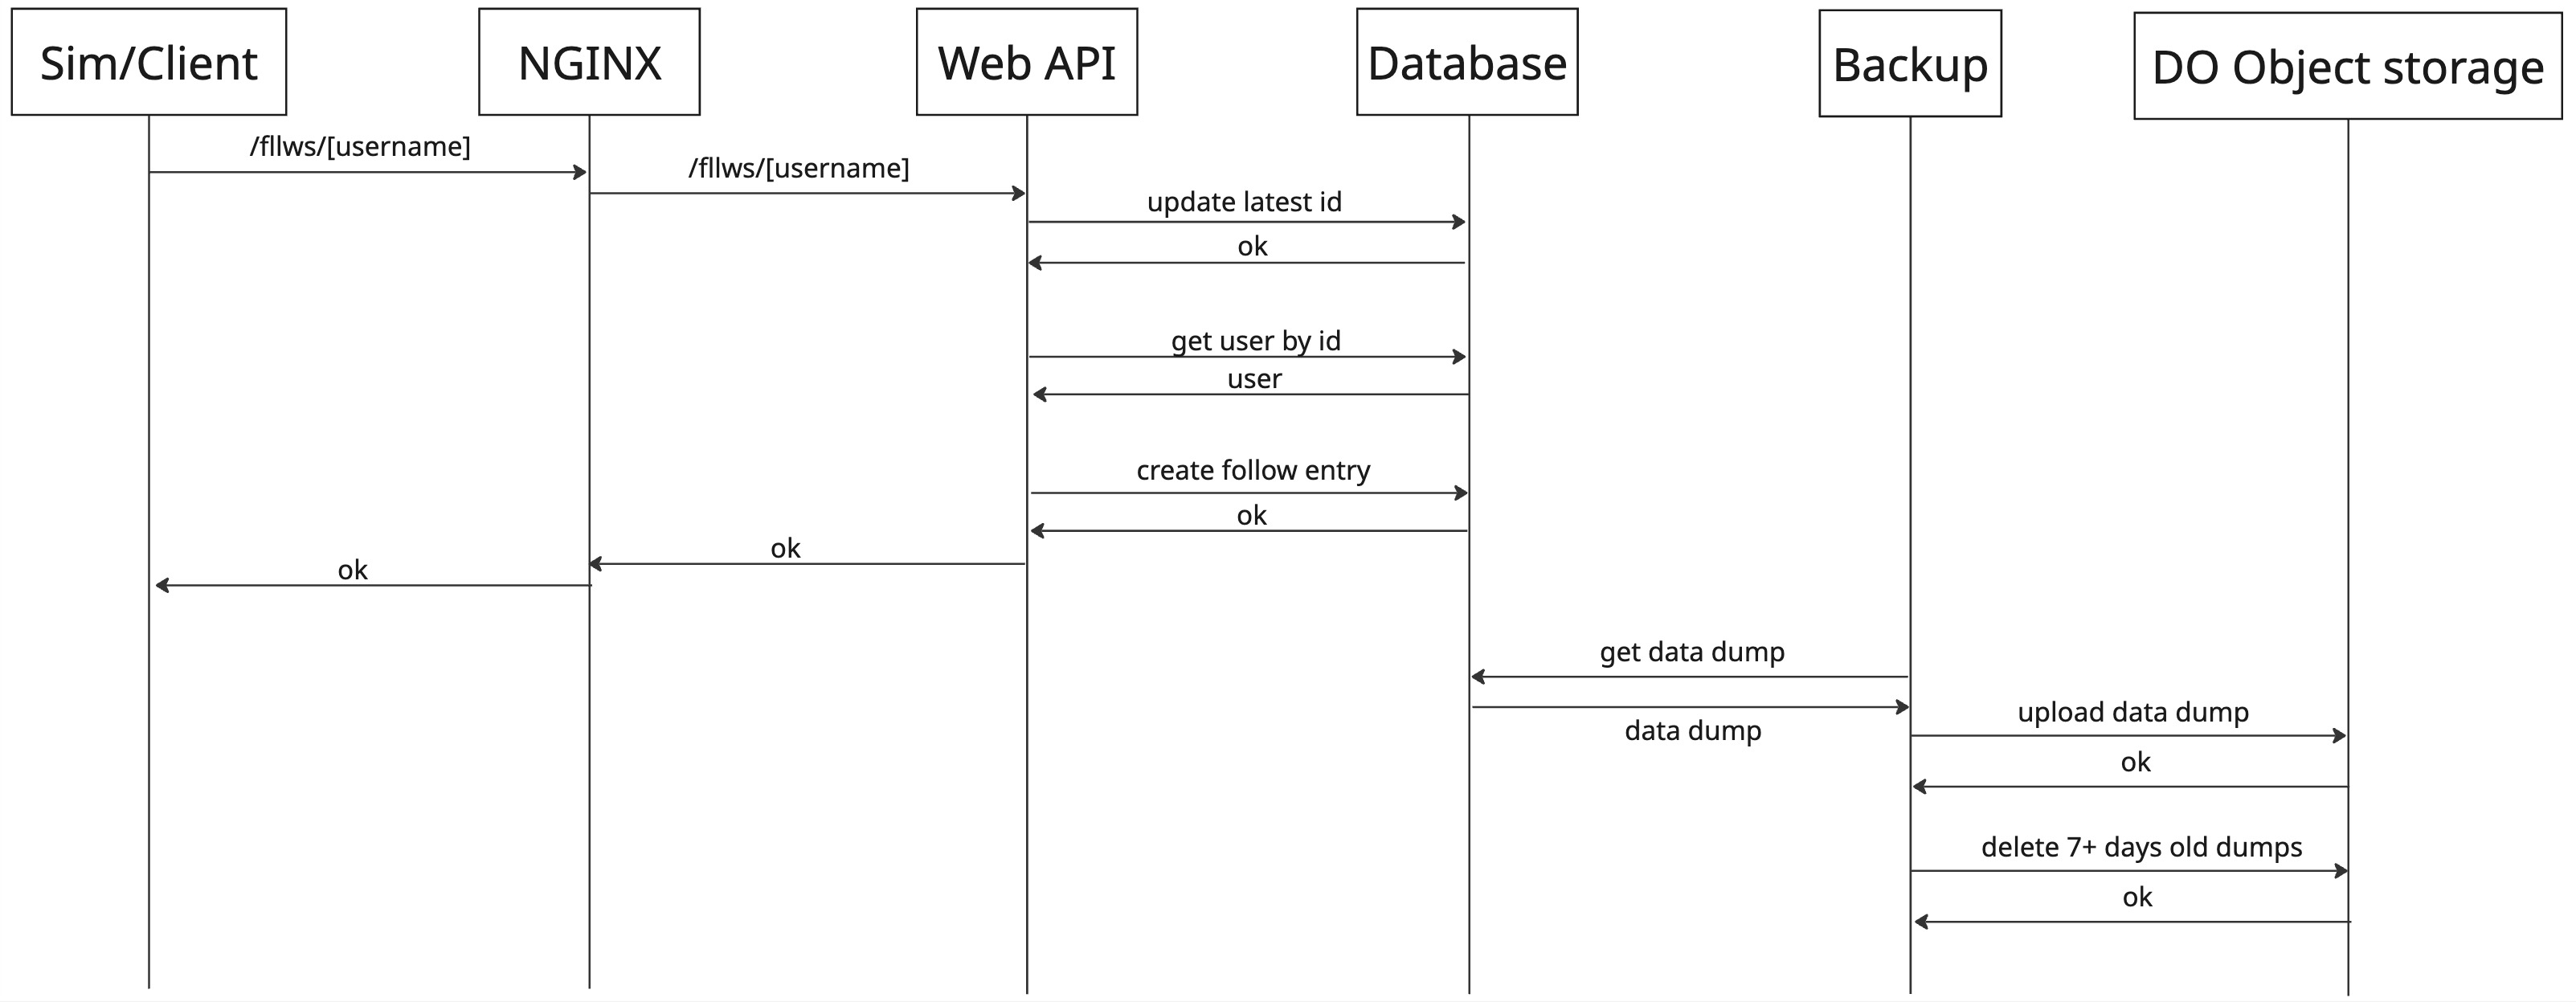 Sim/Client
NGINX
Web API
Database
Backup
DO Object storage
/fllws/[username]
/fllws/[username]
update latest id
ok
get user by id
user
create follow entry
ok
ok
ok
get data dump
data dump
upload data dump
ok
delete 7+ days old dumps
ok